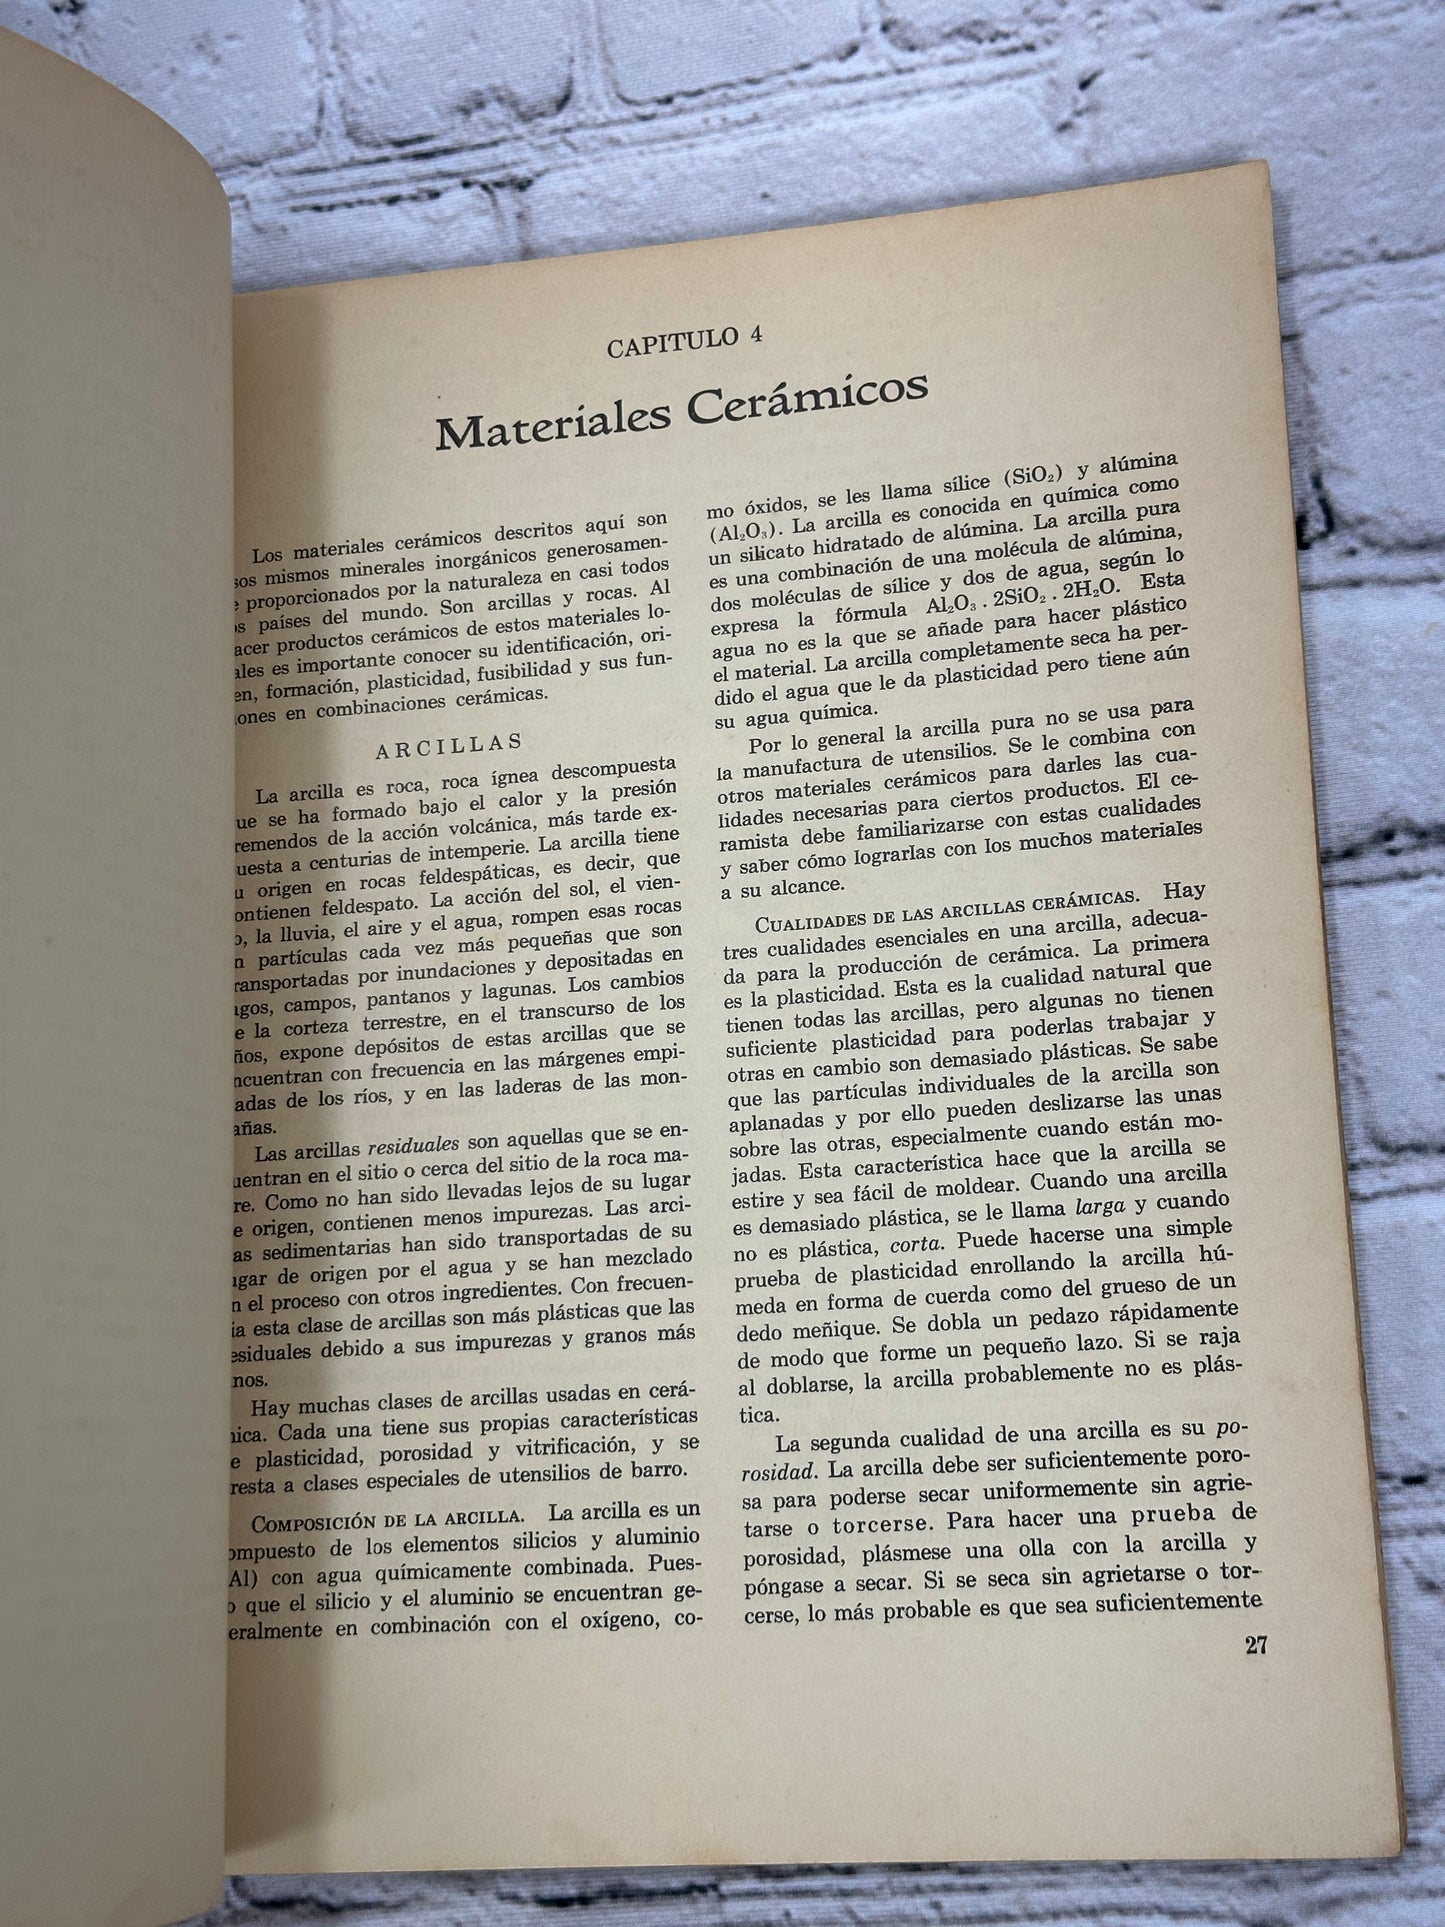 CAPITULO 4
Materiales Cerámicos
Los materiales cerámicos descritos aquí son
sos mismos minerales inorgánicos generosamen-
proporcionados por la naturaleza en casi todos
s países del mundo. Son arcillas y rocas. Al
acer productos cerámicos de estos materiales lo-
ales es importante conocer su identificación, ori-
en, formación, plasticidad, fusibilidad y sus fun-
iones en combinaciones cerámicas.
ARCILLAS
La arcilla es roca, roca ígnea descompuesta
ue se ha formado bajo el calor y la presión
remendos de la acción volcánica, más tarde ex-
uesta a centurias de intemperie. La arcilla tiene
u origen en rocas feldespáticas, es decir, que
ontienen feldespato. La acción del sol, el vien-
o, la lluvia, el aire y el agua, rompen esas rocas
n partículas cada vez más pequeñas que son
ransportadas por inundaciones y depositadas en
agos, campos, pantanos y lagunas. Los cambios
e la corteza terrestre, en el transcurso de los
ños, expone depósitos de estas arcillas que se
ncuentran con frecuencia en las márgenes empi-
adas de los ríos, y en las laderas de las mon-
añas.
Las arcillas residuales son aquellas que se en-
uentran en el sitio o cerca del sitio de la roca ma-
re. Como no han sido llevadas lejos de su lugar
e origen, contienen menos impurezas. Las arci-
as sedimentarias han sido transportadas de su
ugar de origen por el agua y se han mezclado
n el proceso con otros ingredientes. Con frecuen-
ia esta clase de arcillas son más plásticas que las
esiduales debido a sus impurezas y granos más
nos.
Hay muchas clases de arcillas usadas en cerá-
nica. Cada una tiene sus propias características
e plasticidad, porosidad y vitrificación, y se
resta a clases especiales de utensilios de barro.
COMPOSICIÓN DE LA ARCILLA. La arcilla es un
ompuesto de los elementos silicios y aluminio
Al) con agua químicamente combinada. Pues-
o que el silicio y el aluminio se encuentran ge-
eralmente en combinación con el oxígeno, co-
mo óxidos, se les llama sílice (SiO₂) y alúmina
(Al₂O₃). La arcilla es conocida en química como
un silicato hidratado de alúmina. La arcilla pura
es una combinación de una molécula de alúmina,
dos moléculas de sílice y dos de agua, según lo
expresa la fórmula Al₂O₃ . 2SiO₂ . 2H₂O. Esta
agua no es la que se añade para hacer plástico
el material. La arcilla completamente seca ha per-
dido el agua que le da plasticidad pero tiene aún
su agua química.
Por lo general la arcilla pura no se usa para
la manufactura de utensilios. Se le combina con
otros materiales cerámicos para darles las cua-
lidades necesarias para ciertos productos. El ce-
ramista debe familiarizarse con estas cualidades
y saber cómo lograrlas con los muchos materiales
a su alcance.
CUALIDADES DE LAS ARCILLAS CERÁMICAS. Hay
tres cualidades esenciales en una arcilla, adecua-
da para la producción de cerámica. La primera
es la plasticidad. Esta es la cualidad natural que
tienen todas las arcillas, pero algunas no tienen
suficiente plasticidad para poderlas trabajar y
otras en cambio son demasiado plásticas. Se sabe
que las partículas individuales de la arcilla son
aplanadas y por ello pueden deslizarse las unas
sobre las otras, especialmente cuando están mo-
jadas. Esta característica hace que la arcilla se
estire y sea fácil de moldear. Cuando una arcilla
es demasiado plástica, se le llama larga y cuando
no es plástica, corta. Puede hacerse una simple
prueba de plasticidad enrollando la arcilla hú-
meda en forma de cuerda como del grueso de un
dedo meñique. Se dobla un pedazo rápidamente
de modo que forme un pequeño lazo. Si se raja
al doblarse, la arcilla probablemente no es plás-
tica.
La segunda cualidad de una arcilla es su po-
rosidad. La arcilla debe ser suficientemente poro-
sa para poderse secar uniformemente sin agrie-
tarse o torcerse. Para hacer una prueba de
porosidad, plásmese una olla con la arcilla y
póngase a secar. Si se seca sin agrietarse o tor-
cerse, lo más probable es que sea suficientemente
27